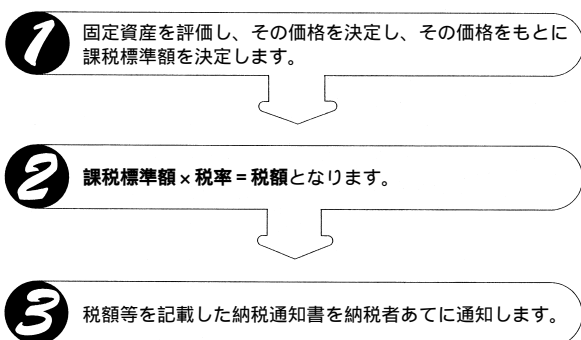 1
固定資産を評価し、その価格を決定し、その価格をもとに
課税標準額を決定します。
2
課税標準額×税率=税額となります。
3
税額等を記載した納税通知書を納税者あてに通知します。